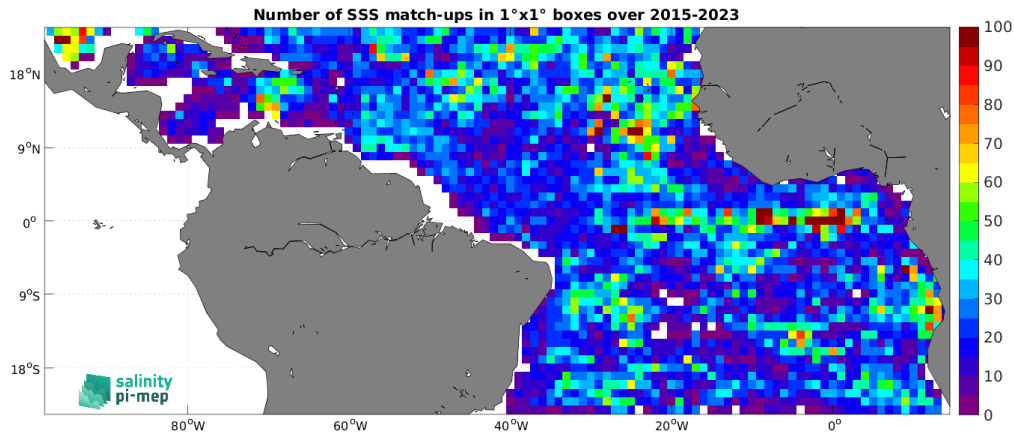 Number of SSS match-ups in 1°x1° boxes over 2015-2023
100
90
80
70
60
50
40
30
20
10
0
18°N
9°N
0°
9°S
18°S
80°W
60°W
40°W
20°W
0°
salinity
pi-mep